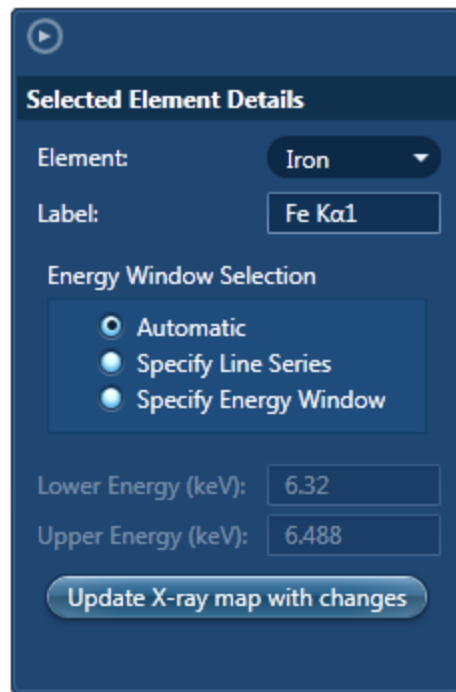 Selected Element Details
Element: Iron
Label: Fe Kα1
Energy Window Selection
Automatic
Specify Line Series
Specify Energy Window
Lower Energy (keV): 6.32
Upper Energy (keV): 6.488
Update X-ray map with changes